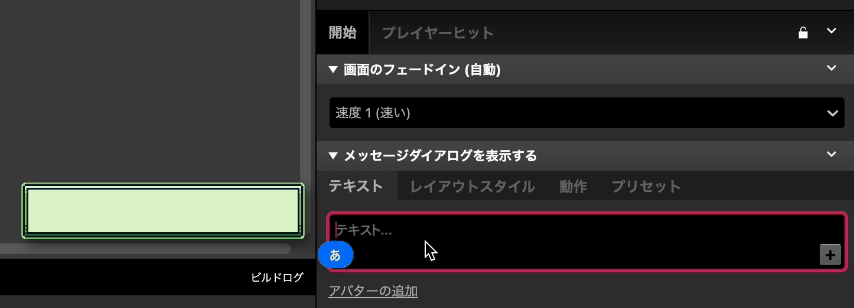 開始 プレイヤーヒット
▼ 画面のフェードイン (自動)
速度 1 (速い)
▼ メッセージダイアログを表示する
テキスト レイアウトスタイル 動作 プリセット
テキスト...
あ
アバターの追加
ビルドログ